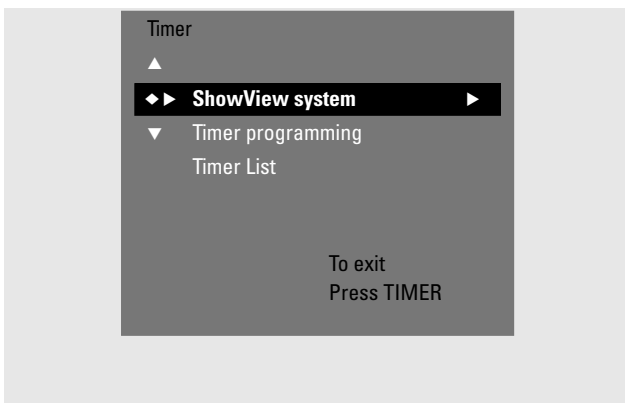 Timer
ShowView system
Timer programming
Timer List
To exit
Press TIMER